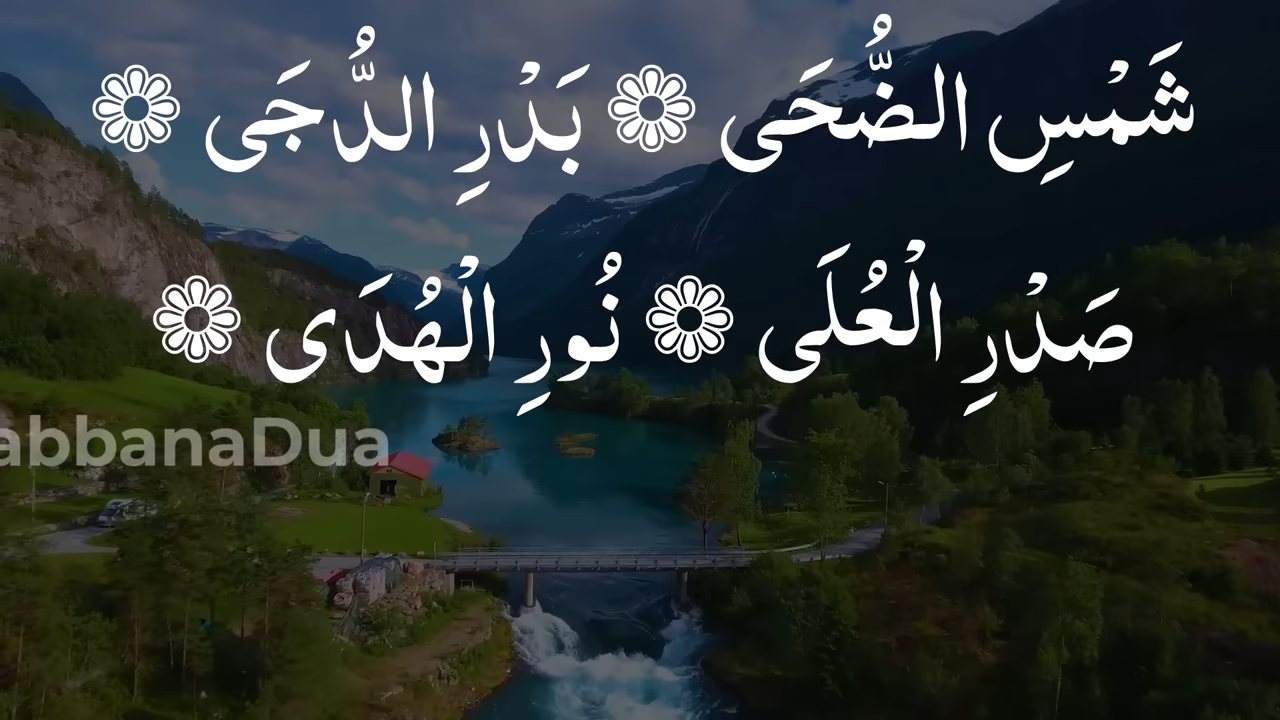 شَمْسِ الضُّحَى ❁ بَدْرِ الدُّجَى ❁
صَدْرِ الْعُلَى ❁ نُورِ الْهُدَى ❁
abbanaDua